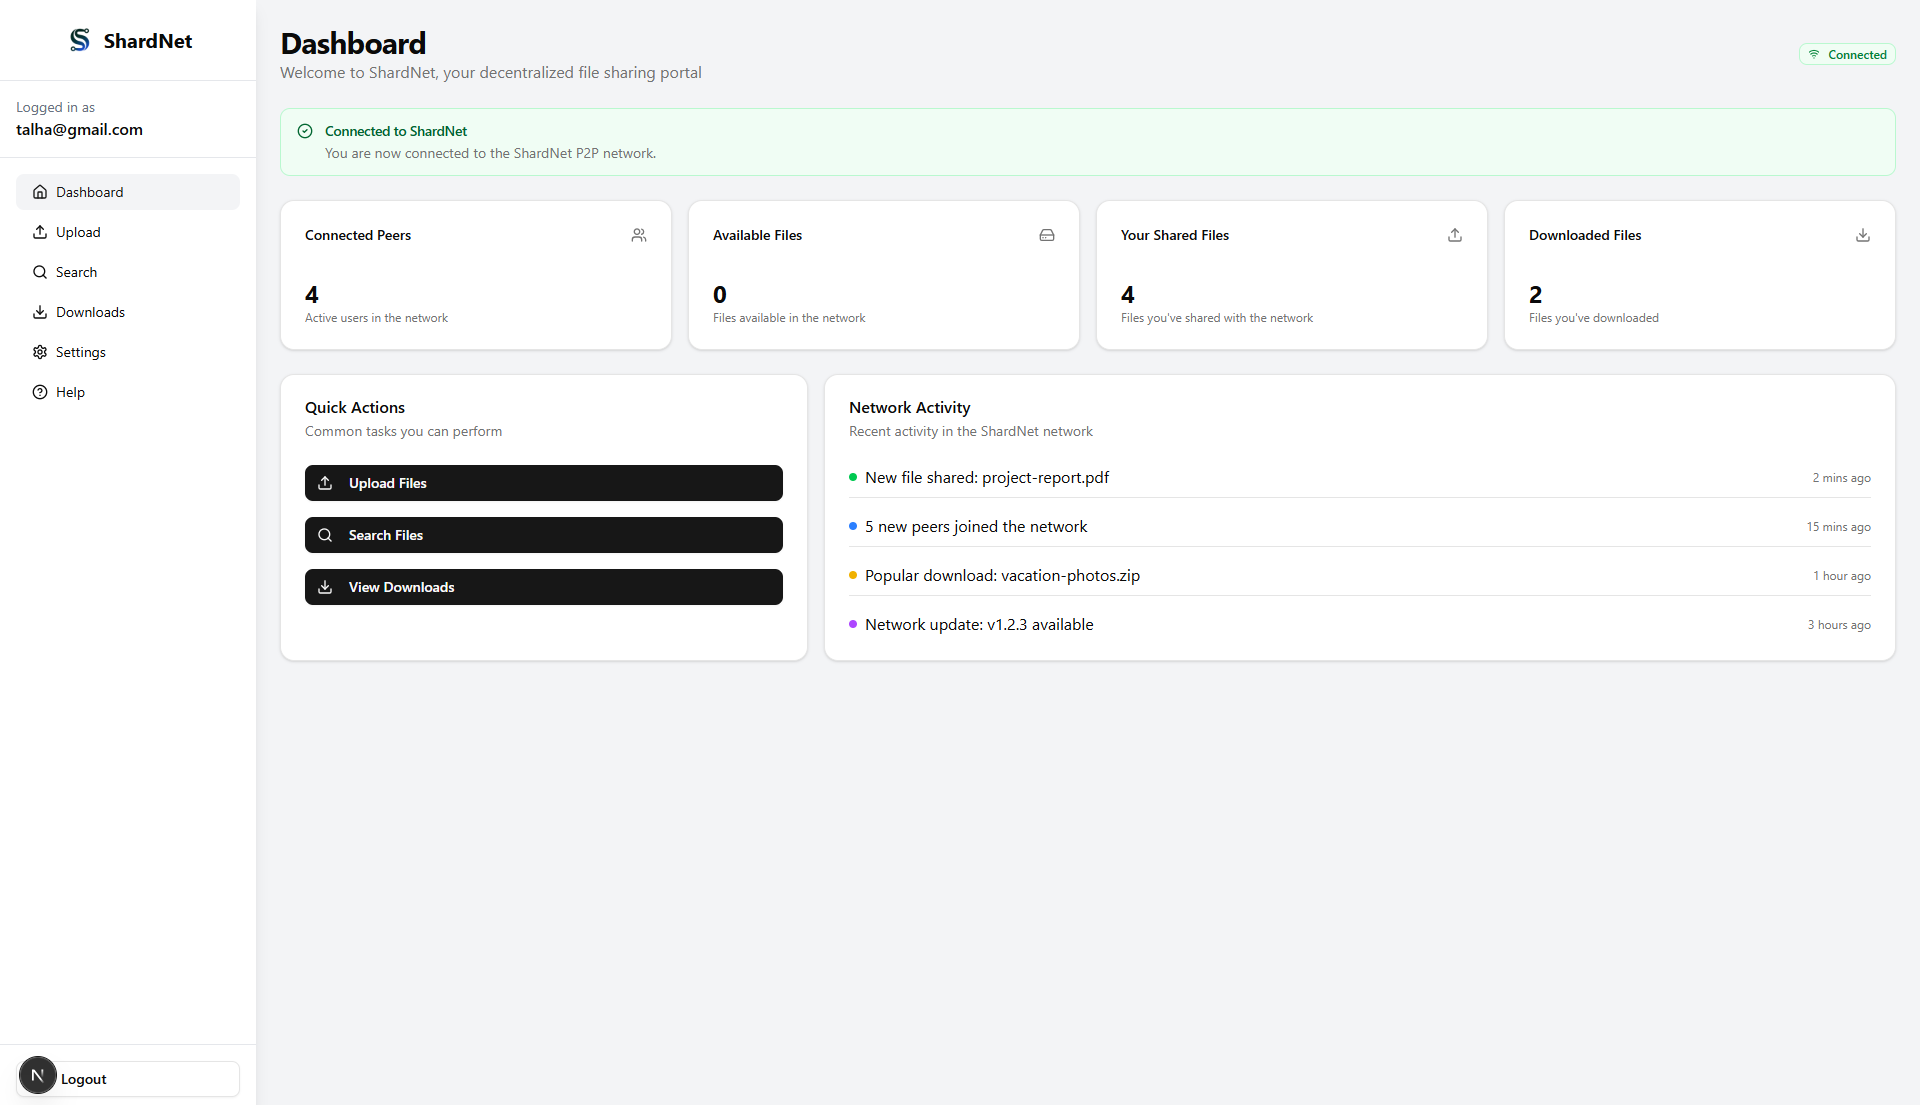 ShardNet
Logged in as
talha@gmail.com
Dashboard
Upload
Search
Downloads
Settings
Help
N
Logout
Dashboard
Welcome to ShardNet, your decentralized file sharing portal
Connected
Connected to ShardNet
You are now connected to the ShardNet P2P network.
Connected Peers
4
Active users in the network
Available Files
0
Files available in the network
Your Shared Files
4
Files you've shared with the network
Downloaded Files
2
Files you've downloaded
Quick Actions
Common tasks you can perform
Upload Files
Search Files
View Downloads
Network Activity
Recent activity in the ShardNet network
New file shared: project-report.pdf 2 mins ago
5 new peers joined the network 15 mins ago
Popular download: vacation-photos.zip 1 hour ago
Network update: v1.2.3 available 3 hours ago